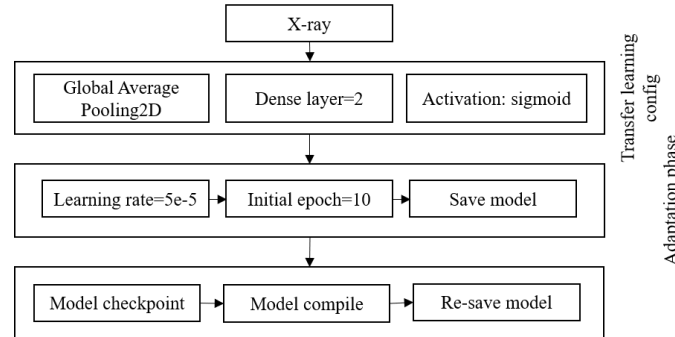 X-ray
Global Average
Pooling2D
Dense layer=2
Activation: sigmoid
Transfer learning
config
Learning rate=5e-5
Initial epoch=10
Save model
Adaptation phase
Model checkpoint
Model compile
Re-save model